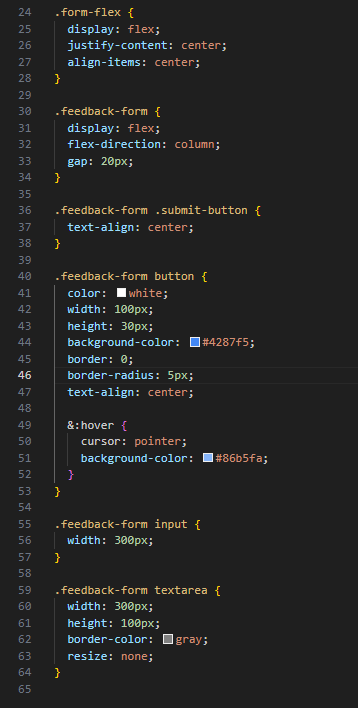 24 .form-flex {
25   display: flex;
26   justify-content: center;
27   align-items: center;
28 }
29
30 .feedback-form {
31   display: flex;
32   flex-direction: column;
33   gap: 20px;
34 }
35
36 .feedback-form .submit-button {
37   text-align: center;
38 }
39
40 .feedback-form button {
41   color: white;
42   width: 100px;
43   height: 30px;
44   background-color: #4287f5;
45   border: 0;
46   border-radius: 5px;
47   text-align: center;
48
49   &:hover {
50     cursor: pointer;
51     background-color: #86b5fa;
52   }
53 }
54
55 .feedback-form input {
56   width: 300px;
57 }
58
59 .feedback-form textarea {
60   width: 300px;
61   height: 100px;
62   border-color: gray;
63   resize: none;
64 }
65